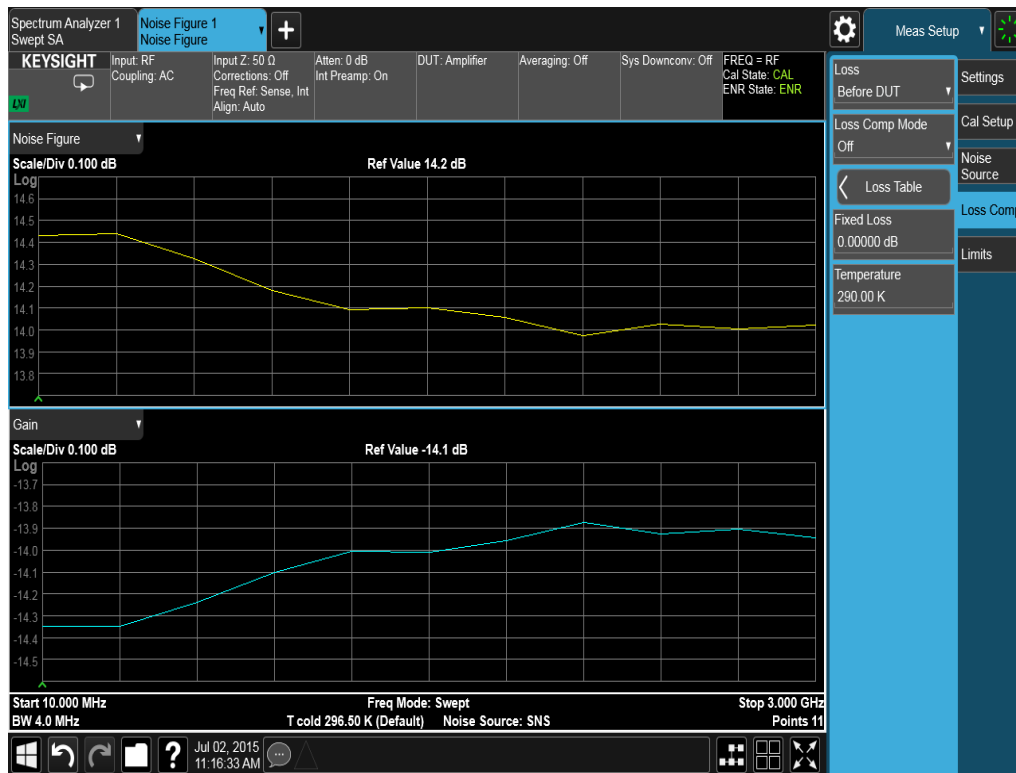 Spectrum Analyzer 1
Swept SA
Noise Figure 1
Noise Figure
Meas Setup
KEYSIGHT
LXI
Input: RF
Coupling: AC
Input Z: 50 Ω
Corrections: Off
Freq Ref: Sense, Int
Align: Auto
Atten: 0 dB
Int Preamp: On
DUT: Amplifier
Averaging: Off
Sys Downconv: Off
FREQ = RF
Cal State: CAL
ENR State: ENR
Noise Figure
Scale/Div 0.100 dB
Ref Value 14.2 dB
Log
14.6
14.5
14.4
14.3
14.2
14.1
14.0
13.9
13.8
Gain
Scale/Div 0.100 dB
Ref Value -14.1 dB
Log
-13.7
-13.8
-13.9
-14.0
-14.1
-14.2
-14.3
-14.4
-14.5
Start 10.000 MHz
Freq Mode: Swept
Stop 3.000 GHz
BW 4.0 MHz
T cold 296.50 K (Default)
Noise Source: SNS
Points 11
?
Jul 02, 2015
11:16:33 AM
Loss
Before DUT
Loss Comp Mode
Off
Loss Table
Fixed Loss
0.00000 dB
Temperature
290.00 K
Settings
Cal Setup
Noise
Source
Loss Comp
Limits